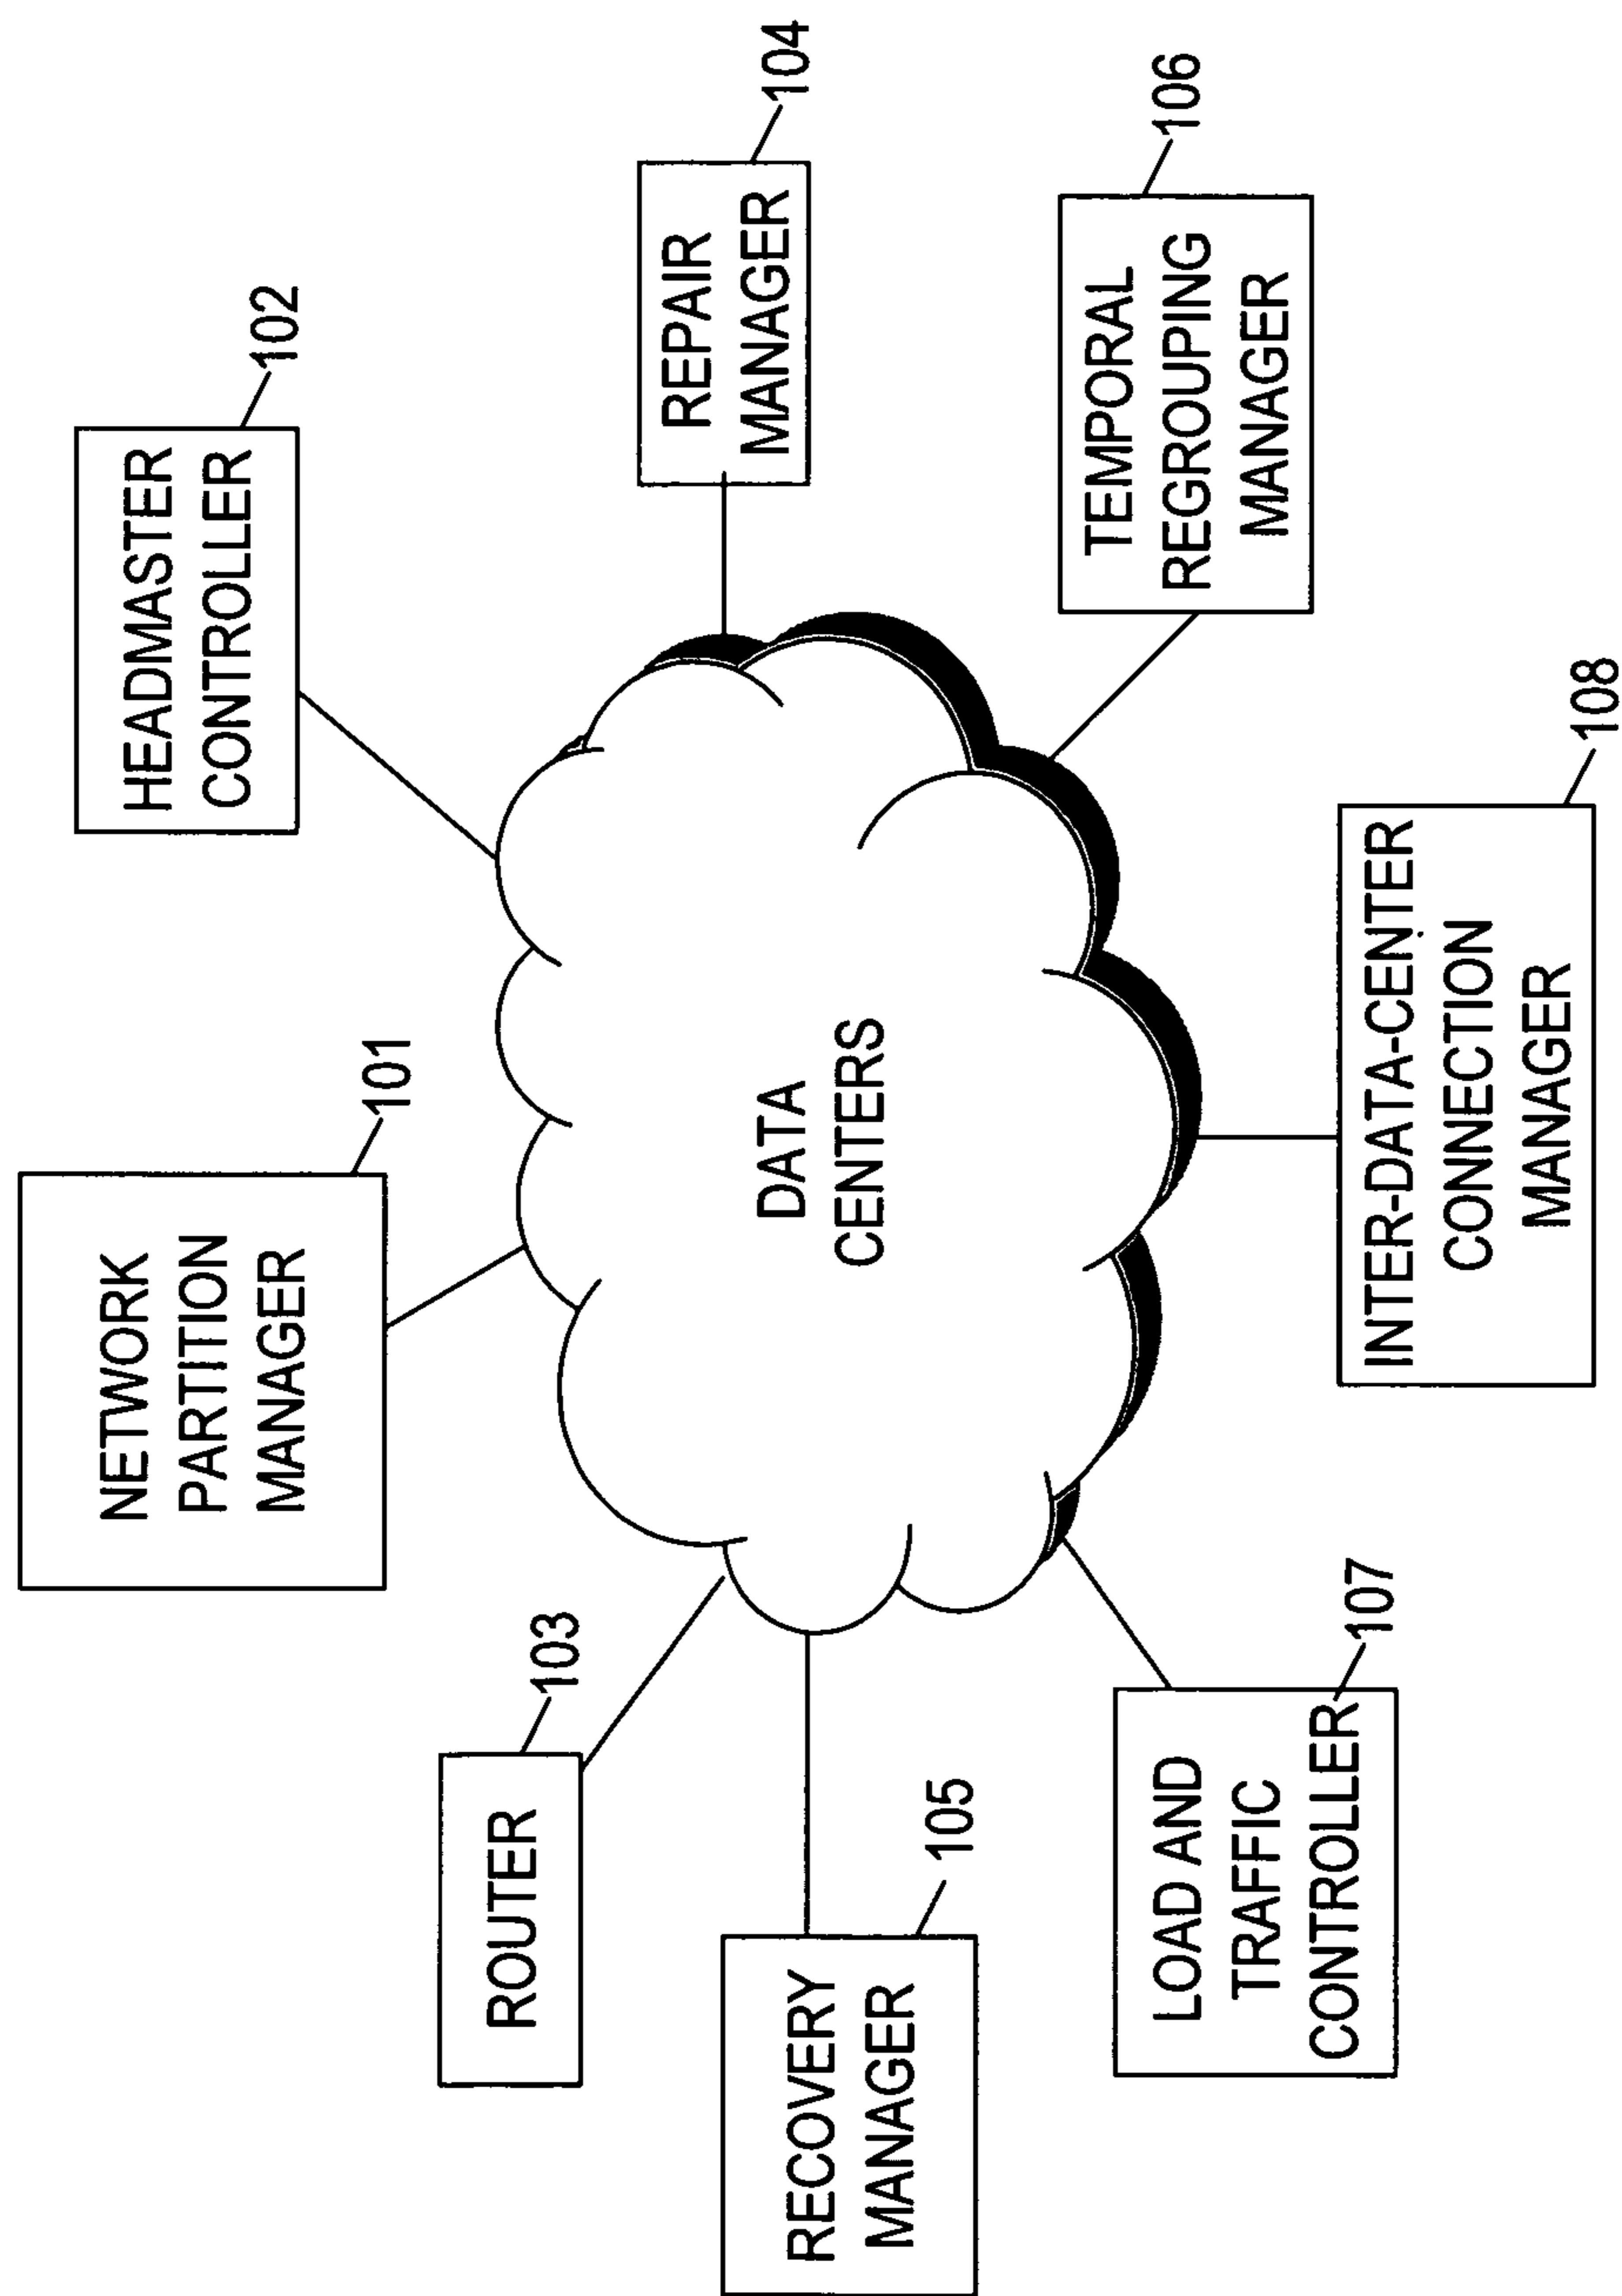 NETWORK
PARTITION
MANAGER
101
HEADMASTER
CONTROLLER
102
ROUTER
103
REPAIR
MANAGER
104
DATA
CENTERS
RECOVERY
MANAGER
105
TEMPORAL
REGROUPING
MANAGER
106
LOAD AND
TRAFFIC
CONTROLLER
107
INTER-DATA-CENTER
CONNECTION
MANAGER
108